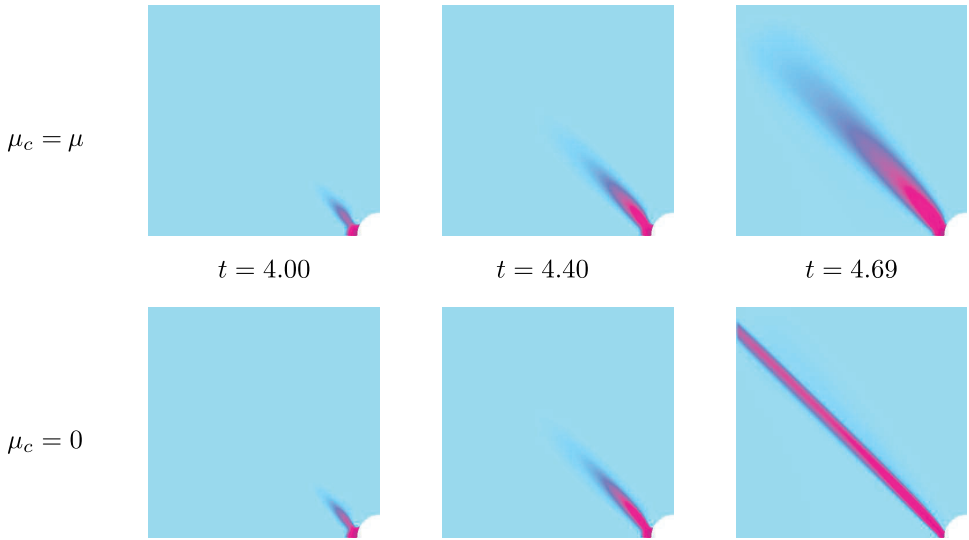 μ_c = μ
t = 4.00 t = 4.40 t = 4.69
μ_c = 0